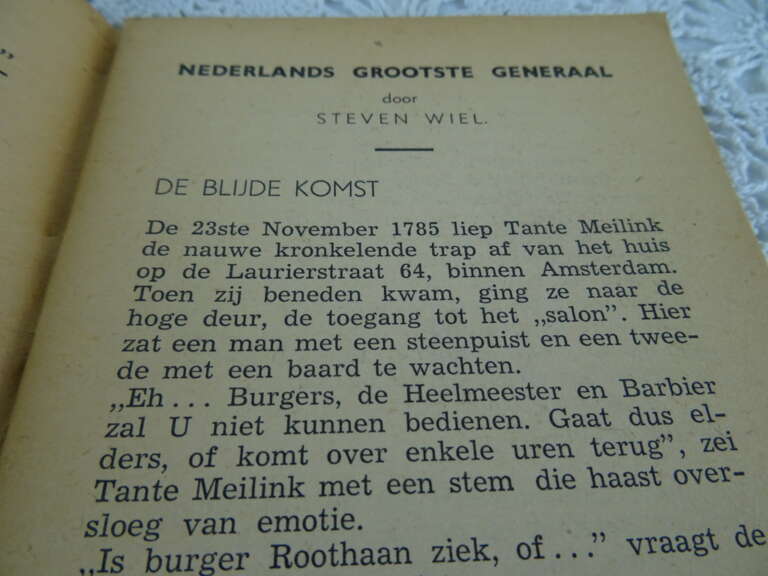 ”
NEDERLANDS GROOTSTE GENERAAL
door
STEVEN WIEL.
DE BLIJDE KOMST
De 23ste November 1785 liep Tante Meilink
de nauwe kronkelende trap af van het huis
op de Laurierstraat 64, binnen Amsterdam.
Toen zij beneden kwam, ging ze naar de
hoge deur, de toegang tot het „salon”. Hier
zat een man met een steenpuist en een twee-
de met een baard te wachten.
„Eh... Burgers, de Heelmeester en Barbier
zal U niet kunnen bedienen. Gaat dus el-
ders, of komt over enkele uren terug”, zei
Tante Meilink met een stem die haast over-
sloeg van emotie.
„Is burger Roothaan ziek, of...” vraagt de